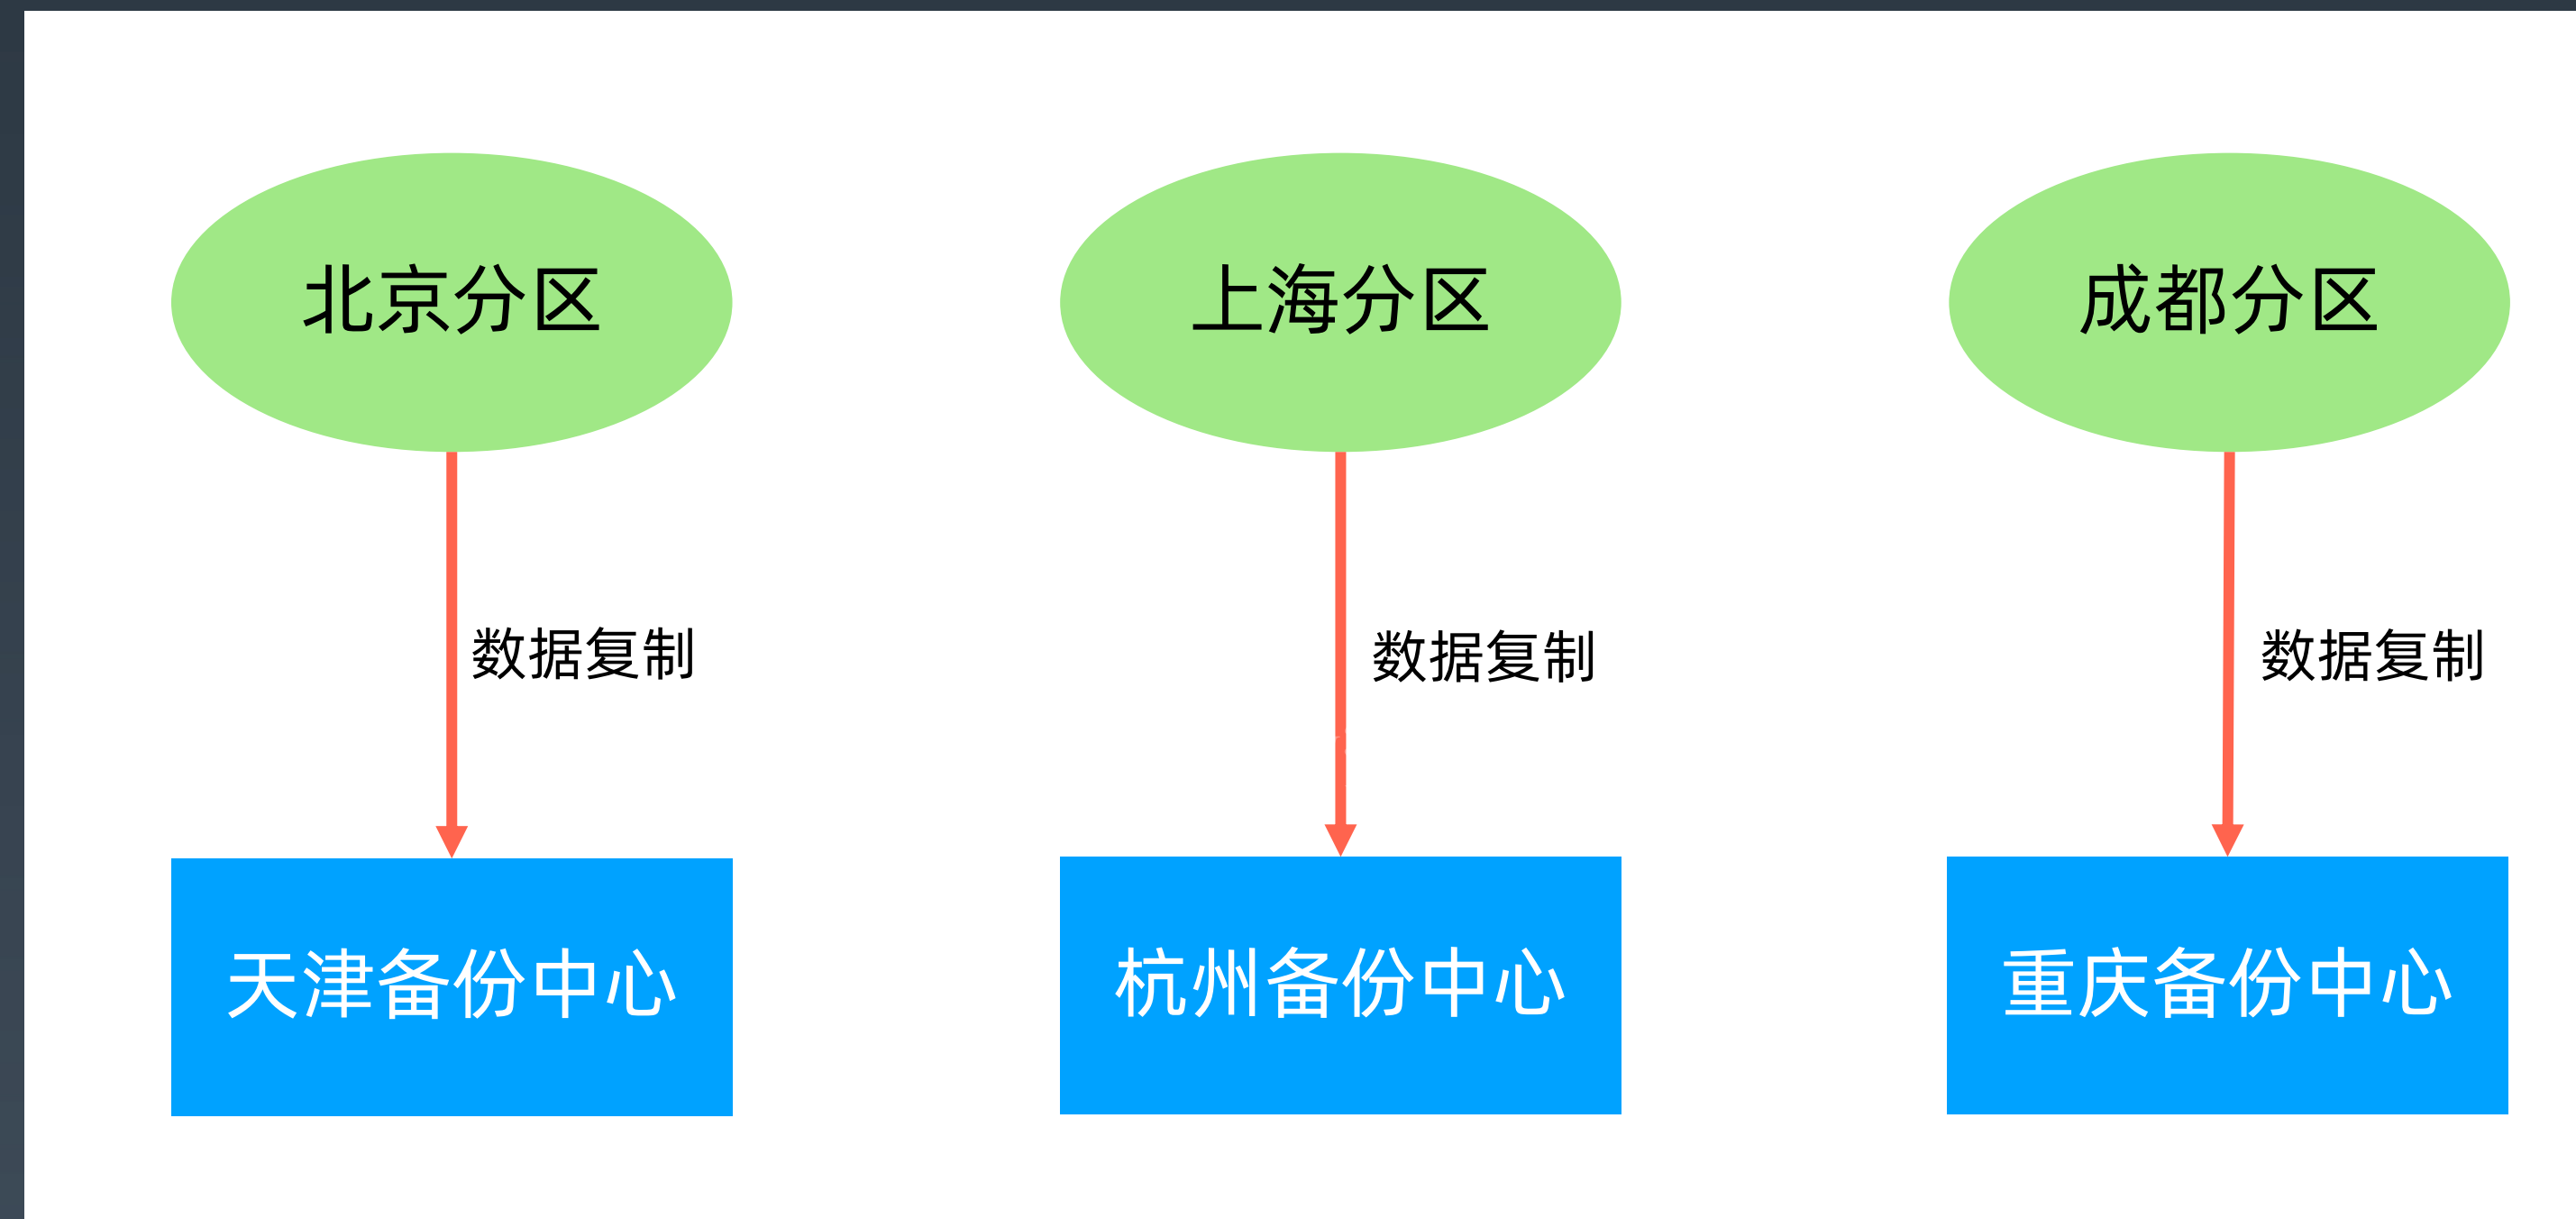 北京分区
上海分区
成都分区
数据复制
数据复制
数据复制
天津备份中心
杭州备份中心
重庆备份中心